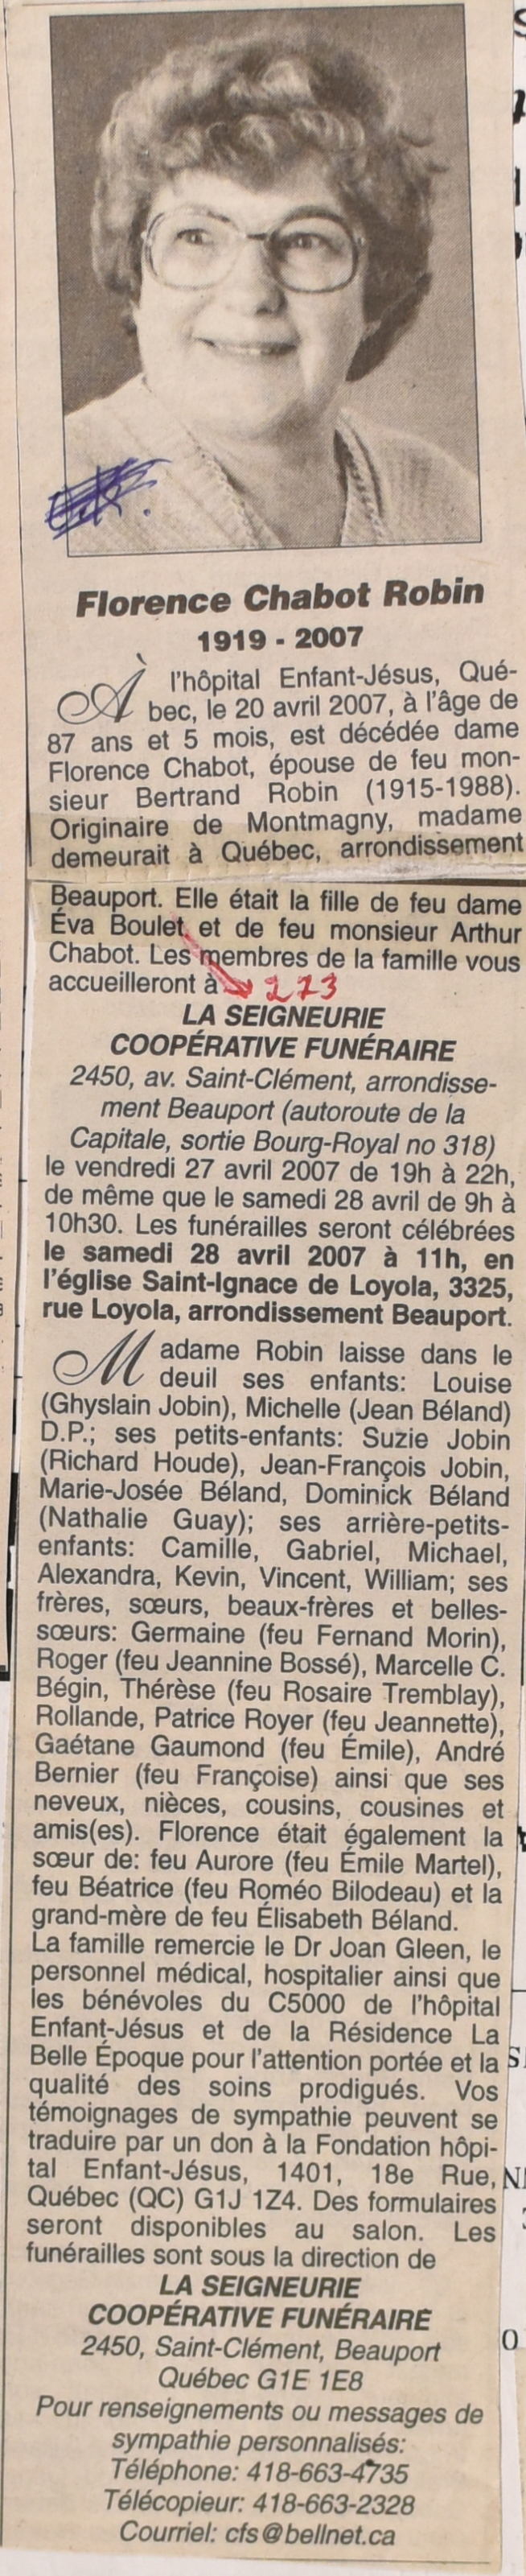 Florence Chabot Robin
1919 - 2007
À l'hôpital Enfant-Jésus, Qué-
bec, le 20 avril 2007, à l'âge de
87 ans et 5 mois, est décédée dame
Florence Chabot, épouse de feu mon-
sieur Bertrand Robin (1915-1988).
Originaire de Montmagny, madame
demeurait à Québec, arrondissement
Beauport. Elle était la fille de feu dame
Éva Boulet et de feu monsieur Arthur
Chabot. Les membres de la famille vous
accueilleront à 273
LA SEIGNEURIE
COOPÉRATIVE FUNÉRAIRE
2450, av. Saint-Clément, arrondisse-
ment Beauport (autoroute de la
Capitale, sortie Bourg-Royal no 318)
le vendredi 27 avril 2007 de 19h à 22h,
de même que le samedi 28 avril de 9h à
10h30. Les funérailles seront célébrées
le samedi 28 avril 2007 à 11h, en
l'église Saint-Ignace de Loyola, 3325,
rue Loyola, arrondissement Beauport.
Madame Robin laisse dans le
deuil ses enfants: Louise
(Ghyslain Jobin), Michelle (Jean Béland)
D.P.; ses petits-enfants: Suzie Jobin
(Richard Houde), Jean-François Jobin,
Marie-Josée Béland, Dominick Béland
(Nathalie Guay); ses arrière-petits-
enfants: Camille, Gabriel, Michael,
Alexandra, Kevin, Vincent, William; ses
frères, sœurs, beaux-frères et belles-
sœurs: Germaine (feu Fernand Morin),
Roger (feu Jeannine Bossé), Marcelle C.
Bégin, Thérèse (feu Rosaire Tremblay),
Rollande, Patrice Royer (feu Jeannette),
Gaétane Gaumond (feu Émile), André
Bernier (feu Françoise) ainsi que ses
neveux, nièces, cousins, cousines et
amis(es). Florence était également la
sœur de: feu Aurore (feu Émile Martel),
feu Béatrice (feu Roméo Bilodeau) et la
grand-mère de feu Élisabeth Béland.
La famille remercie le Dr Joan Gleen, le
personnel médical, hospitalier ainsi que
les bénévoles du C5000 de l'hôpital
Enfant-Jésus et de la Résidence La
Belle Époque pour l'attention portée et la
qualité des soins prodigués. Vos
témoignages de sympathie peuvent se
traduire par un don à la Fondation hôpi-
tal Enfant-Jésus, 1401, 18e Rue,
Québec (QC) G1J 1Z4. Des formulaires
seront disponibles au salon. Les
funérailles sont sous la direction de
LA SEIGNEURIE
COOPÉRATIVE FUNÉRAIRE
2450, Saint-Clément, Beauport
Québec G1E 1E8
Pour renseignements ou messages de
sympathie personnalisés:
Téléphone: 418-663-4735
Télécopieur: 418-663-2328
Courriel: cfs@bellnet.ca